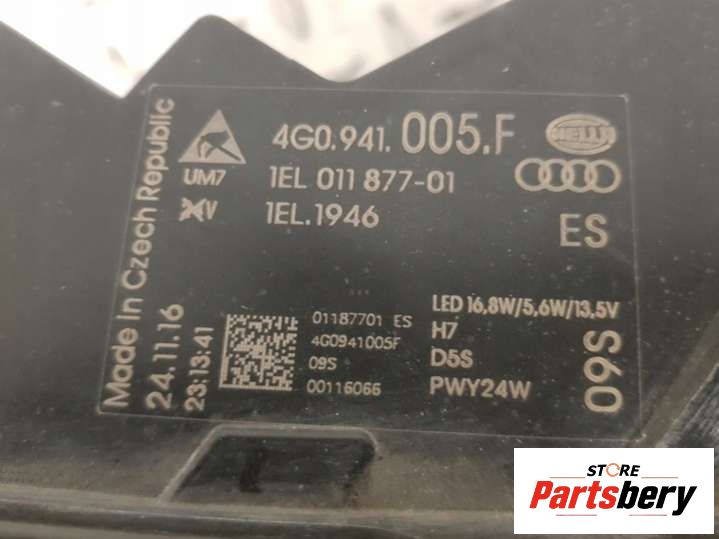 4G0.941. 005.F
HELLA
UM7
1EL 011 877-01
XV
1EL.1946
ES
Made in Czech Republic
24.11.16
23:13:41
01187701 ES
4G0941005F
09S
00116066
LED 16,8W/5,6W/13,5V
H7
D5S
PWY24W
09S
STORE
Partsbery